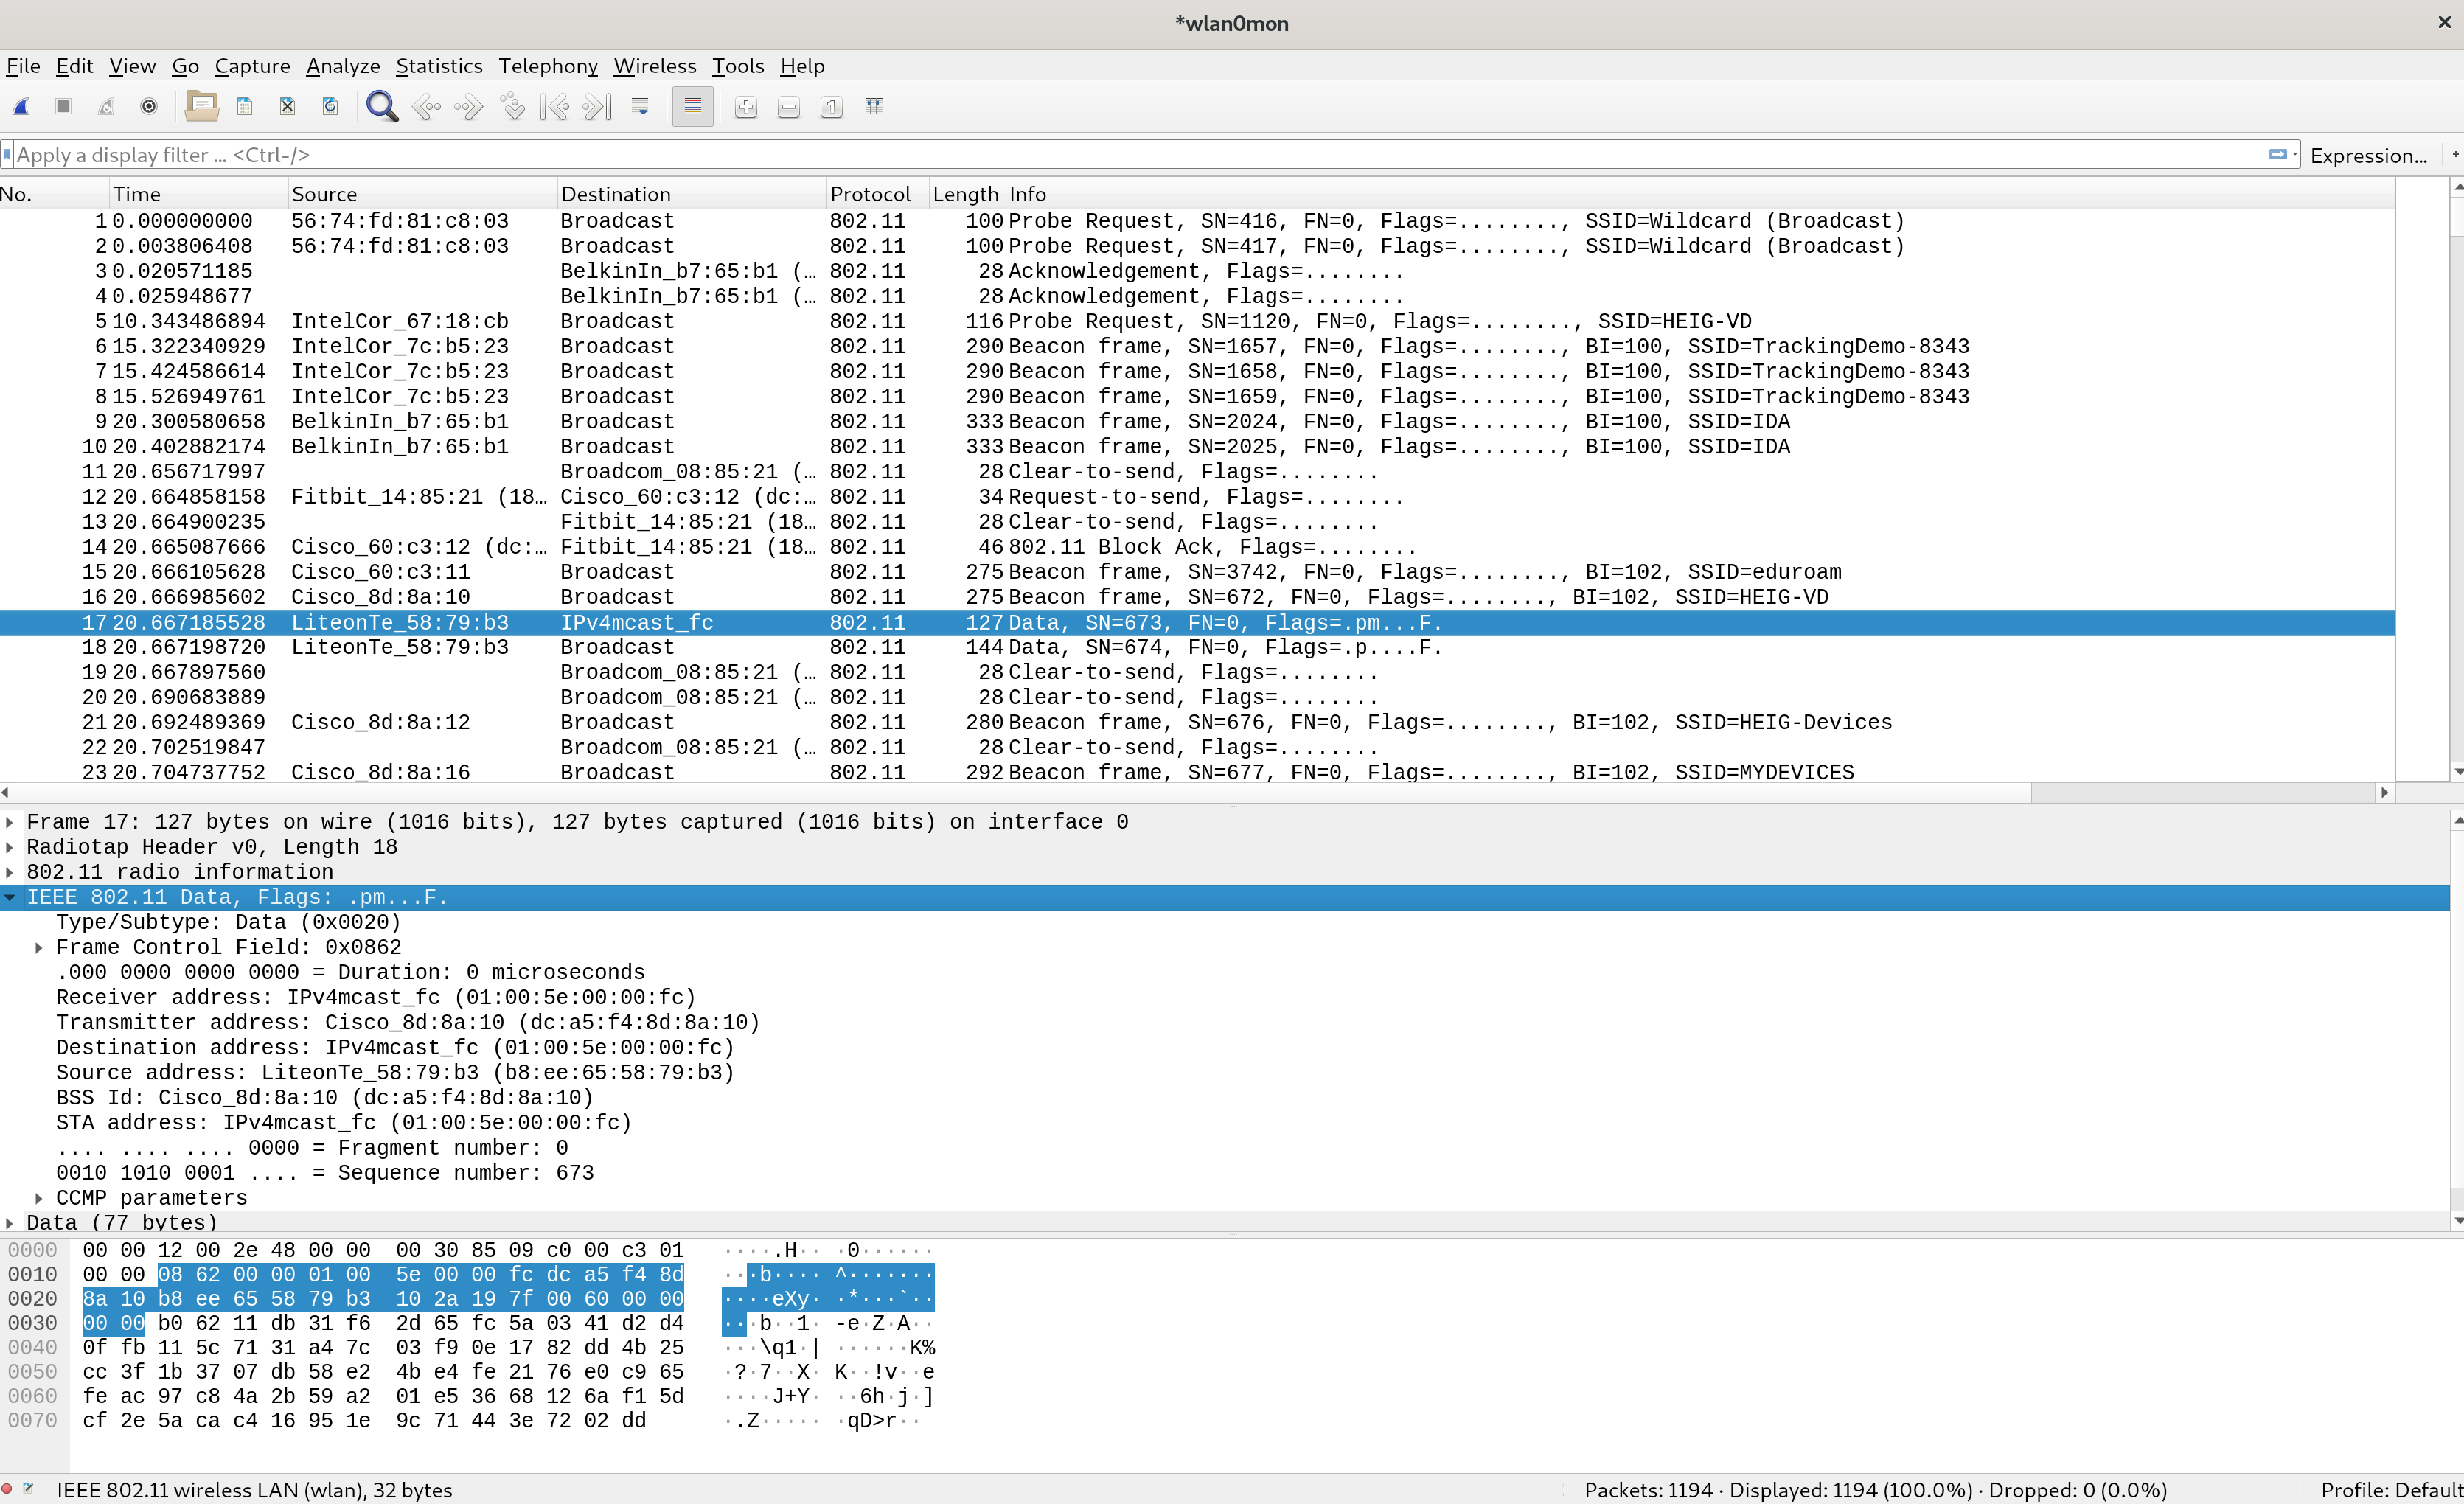 *wlan0mon
File Edit View Go Capture Analyze Statistics Telephony Wireless Tools Help
Apply a display filter ... <Ctrl-/> Expression... +
No. Time Source Destination Protocol Length Info
1 0.000000000 56:74:fd:81:c8:03 Broadcast 802.11 100 Probe Request, SN=416, FN=0, Flags=........, SSID=Wildcard (Broadcast)
2 0.003806408 56:74:fd:81:c8:03 Broadcast 802.11 100 Probe Request, SN=417, FN=0, Flags=........, SSID=Wildcard (Broadcast)
3 0.020571185 BelkinIn_b7:65:b1 (… 802.11 28 Acknowledgement, Flags=........
4 0.025948677 BelkinIn_b7:65:b1 (… 802.11 28 Acknowledgement, Flags=........
5 10.343486894 IntelCor_67:18:cb Broadcast 802.11 116 Probe Request, SN=1120, FN=0, Flags=........, SSID=HEIG-VD
6 15.322340929 IntelCor_7c:b5:23 Broadcast 802.11 290 Beacon frame, SN=1657, FN=0, Flags=........, BI=100, SSID=TrackingDemo-8343
7 15.424586614 IntelCor_7c:b5:23 Broadcast 802.11 290 Beacon frame, SN=1658, FN=0, Flags=........, BI=100, SSID=TrackingDemo-8343
8 15.526949761 IntelCor_7c:b5:23 Broadcast 802.11 290 Beacon frame, SN=1659, FN=0, Flags=........, BI=100, SSID=TrackingDemo-8343
9 20.300580658 BelkinIn_b7:65:b1 Broadcast 802.11 333 Beacon frame, SN=2024, FN=0, Flags=........, BI=100, SSID=IDA
10 20.402882174 BelkinIn_b7:65:b1 Broadcast 802.11 333 Beacon frame, SN=2025, FN=0, Flags=........, BI=100, SSID=IDA
11 20.656717997 Broadcom_08:85:21 (… 802.11 28 Clear-to-send, Flags=........
12 20.664858158 Fitbit_14:85:21 (18… Cisco_60:c3:12 (dc:… 802.11 34 Request-to-send, Flags=........
13 20.664900235 Fitbit_14:85:21 (18… 802.11 28 Clear-to-send, Flags=........
14 20.665087666 Cisco_60:c3:12 (dc:… Fitbit_14:85:21 (18… 802.11 46 802.11 Block Ack, Flags=........
15 20.666105628 Cisco_60:c3:11 Broadcast 802.11 275 Beacon frame, SN=3742, FN=0, Flags=........, BI=102, SSID=eduroam
16 20.666985602 Cisco_8d:8a:10 Broadcast 802.11 275 Beacon frame, SN=672, FN=0, Flags=........, BI=102, SSID=HEIG-VD
17 20.667185528 LiteonTe_58:79:b3 IPv4mcast_fc 802.11 127 Data, SN=673, FN=0, Flags=.pm...F.
18 20.667198720 LiteonTe_58:79:b3 Broadcast 802.11 144 Data, SN=674, FN=0, Flags=.p....F.
19 20.667897560 Broadcom_08:85:21 (… 802.11 28 Clear-to-send, Flags=........
20 20.690683889 Broadcom_08:85:21 (… 802.11 28 Clear-to-send, Flags=........
21 20.692489369 Cisco_8d:8a:12 Broadcast 802.11 280 Beacon frame, SN=676, FN=0, Flags=........, BI=102, SSID=HEIG-Devices
22 20.702519847 Broadcom_08:85:21 (… 802.11 28 Clear-to-send, Flags=........
23 20.704737752 Cisco_8d:8a:16 Broadcast 802.11 292 Beacon frame, SN=677, FN=0, Flags=........, BI=102, SSID=MYDEVICES
Frame 17: 127 bytes on wire (1016 bits), 127 bytes captured (1016 bits) on interface 0
Radiotap Header v0, Length 18
802.11 radio information
IEEE 802.11 Data, Flags: .pm...F.
Type/Subtype: Data (0x0020)
Frame Control Field: 0x0862
.000 0000 0000 0000 = Duration: 0 microseconds
Receiver address: IPv4mcast_fc (01:00:5e:00:00:fc)
Transmitter address: Cisco_8d:8a:10 (dc:a5:f4:8d:8a:10)
Destination address: IPv4mcast_fc (01:00:5e:00:00:fc)
Source address: LiteonTe_58:79:b3 (b8:ee:65:58:79:b3)
BSS Id: Cisco_8d:8a:10 (dc:a5:f4:8d:8a:10)
STA address: IPv4mcast_fc (01:00:5e:00:00:fc)
.... .... .... 0000 = Fragment number: 0
0010 1010 0001 .... = Sequence number: 673
CCMP parameters
Data (77 bytes)
0000 00 00 12 00 2e 48 00 00 00 30 85 09 c0 00 c3 01 ····.H·· ·0······
0010 00 00 08 62 00 00 01 00 5e 00 00 fc dc a5 f4 8d ···b···· ^·······
0020 8a 10 b8 ee 65 58 79 b3 10 2a 19 7f 00 60 00 00 ····eXy· ·*···`··
0030 00 00 b0 62 11 db 31 f6 2d 65 fc 5a 03 41 d2 d4 ···b··1· -e·Z·A··
0040 0f fb 11 5c 71 31 a4 7c 03 f9 0e 17 82 dd 4b 25 ···\q1·| ······K%
0050 cc 3f 1b 37 07 db 58 e2 4b e4 fe 21 76 e0 c9 65 ·?·7··X· K··!v··e
0060 fe ac 97 c8 4a 2b 59 a2 01 e5 36 68 12 6a f1 5d ····J+Y· ··6h·j·]
0070 cf 2e 5a ca c4 16 95 1e 9c 71 44 3e 72 02 dd ·.Z····· ·qD>r··
IEEE 802.11 wireless LAN (wlan), 32 bytes Packets: 1194 · Displayed: 1194 (100.0%) · Dropped: 0 (0.0%) Profile: Defaul